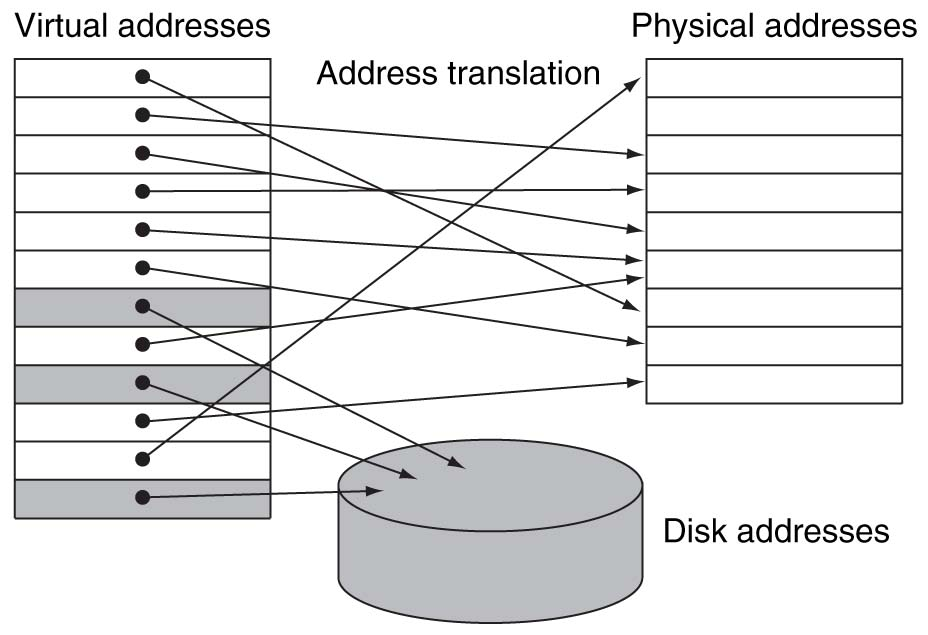 Virtual addresses
Physical addresses
Address translation
Disk addresses